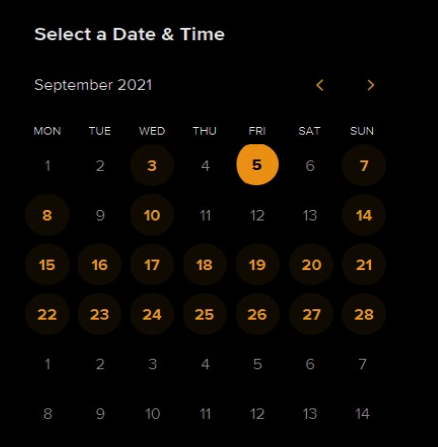 Select a Date & Time
September 2021
MON TUE WED THU FRI SAT SUN
1 2 3 4 5 6 7
8 9 10 11 12 13 14
15 16 17 18 19 20 21
22 23 24 25 26 27 28
1 2 3 4 5 6 7
8 9 10 11 12 13 14